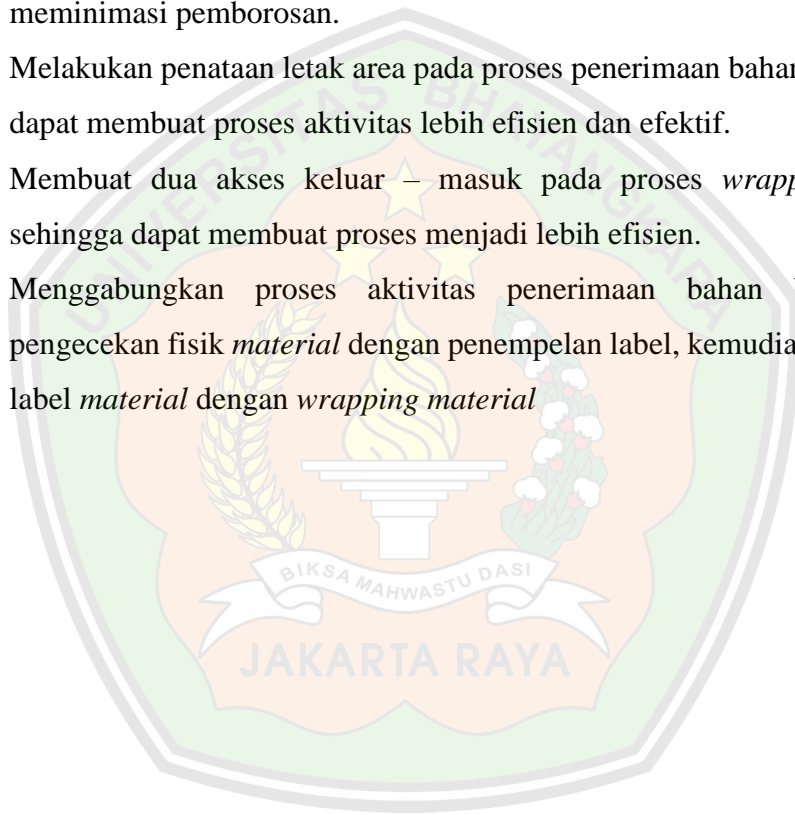 meminimasi pemborosan.
Melakukan penataan letak area pada proses penerimaan bahan
dapat membuat proses aktivitas lebih efisien dan efektif.
Membuat dua akses keluar – masuk pada proses
sehingga dapat membuat proses menjadi lebih efisien.
Menggabungkan proses aktivitas penerimaan bahan
pengecekan fisik material dengan penempelan label,
label material dengan wrapping material
UNIVERSITAS BHAYANGKARA
BIKSA MAHWASTU DASI
JAKARTA RAYA